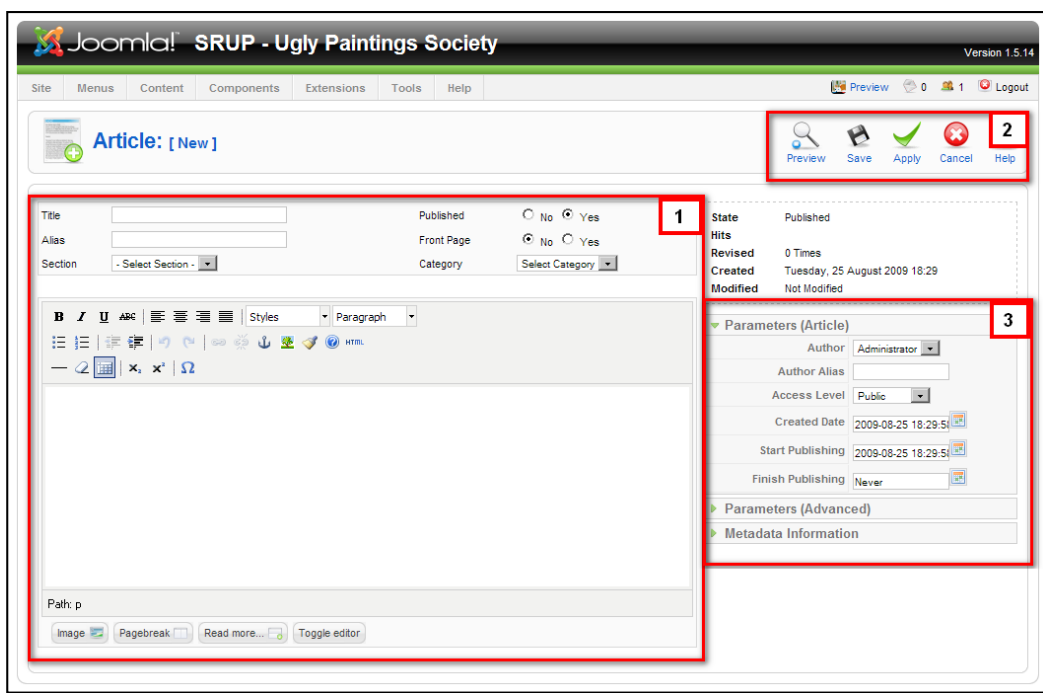 Joomla! SRUP - Ugly Paintings Society
Version 1.5.14
Site Menus Content Components Extensions Tools Help Preview 0 1 Logout
Article: [ New ]
Preview Save Apply Cancel Help
2
1
Title Published No Yes
Alias Front Page No Yes
Section - Select Section - Category Select Category
B I U ABC Styles Paragraph
HTML
x₂ x² Ω
Path: p
Image Pagebreak Read more... Toggle editor
State Published
Hits
Revised 0 Times
Created Tuesday, 25 August 2009 18:29
Modified Not Modified
3
Parameters (Article)
Author Administrator
Author Alias
Access Level Public
Created Date 2009-08-25 18:29:5
Start Publishing 2009-08-25 18:29:5
Finish Publishing Never
Parameters (Advanced)
Metadata Information